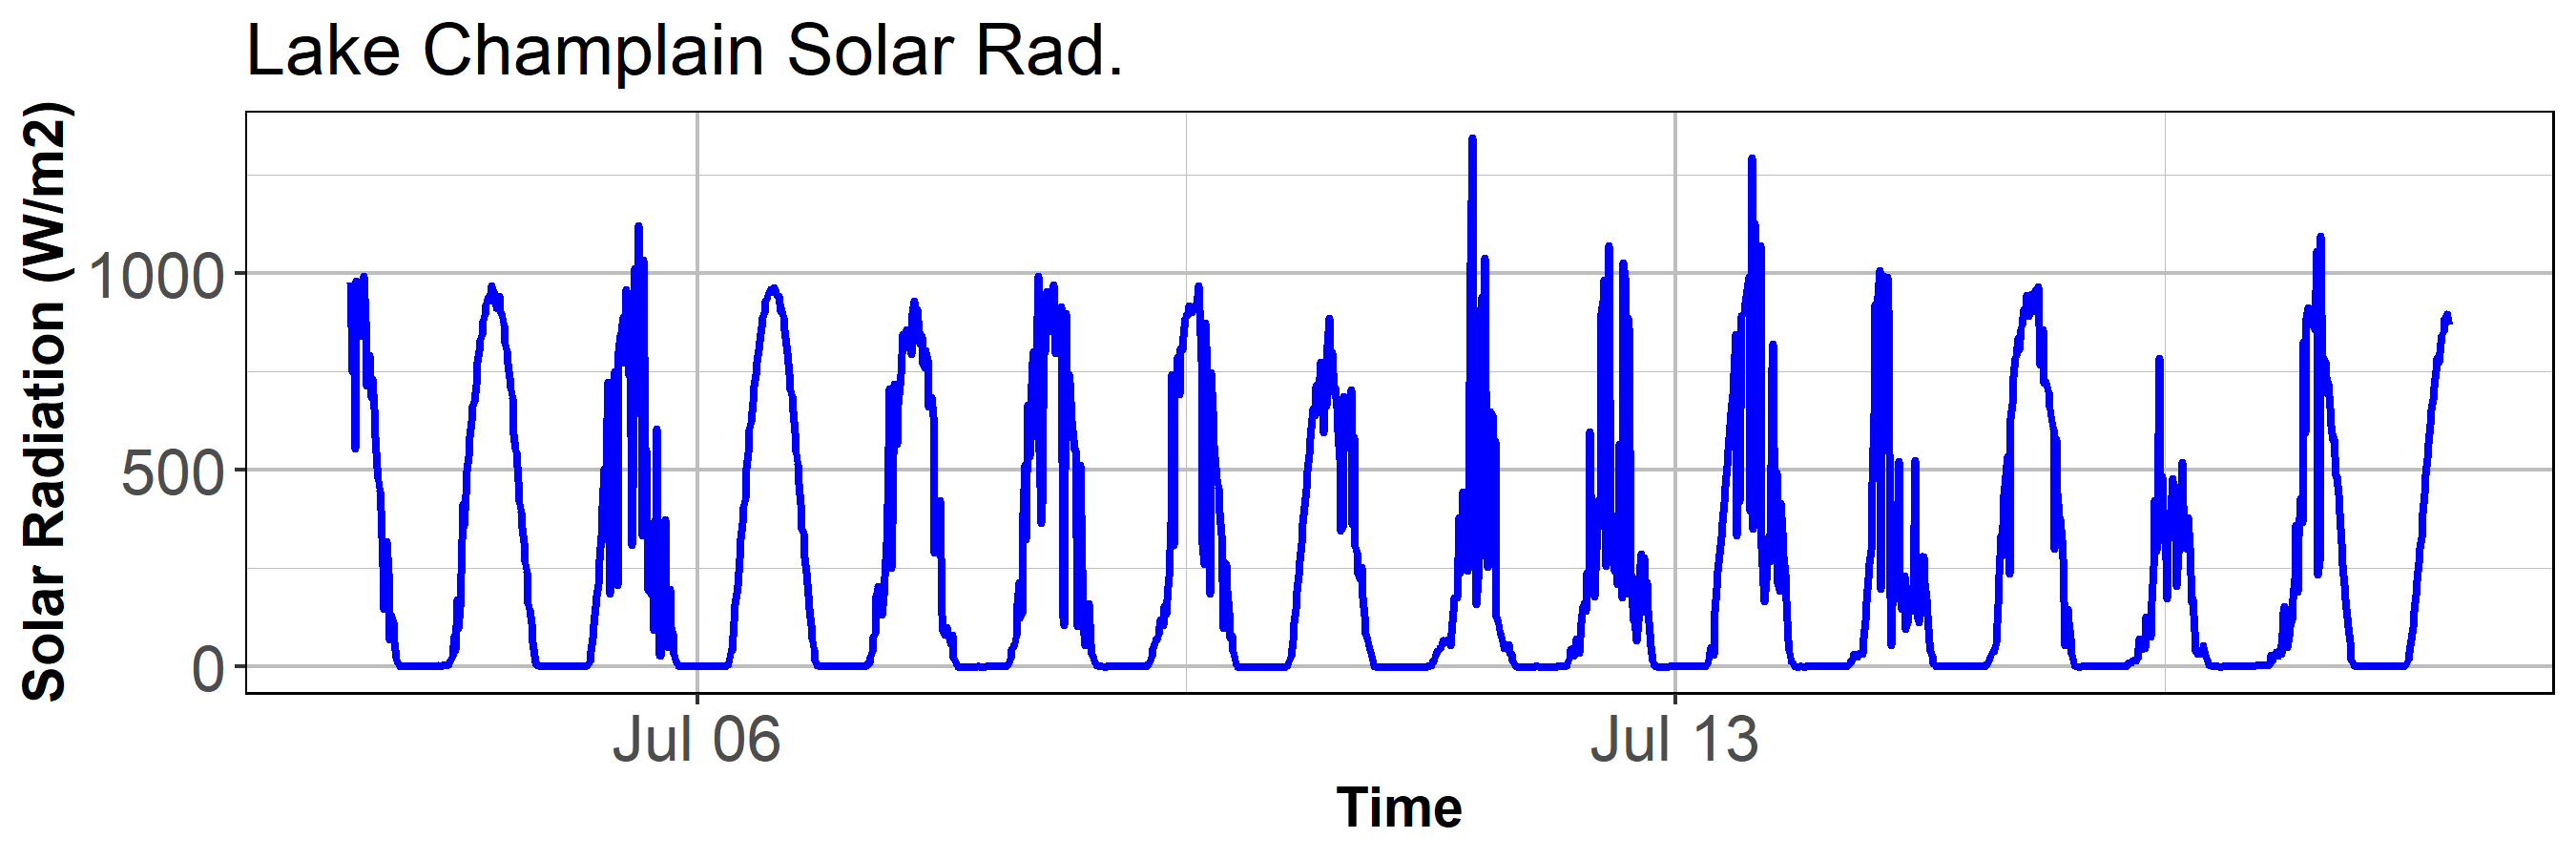 Lake Champlain Solar Rad.
Solar Radiation (W/m2)
1000
500
0
Jul 06
Jul 13
Time